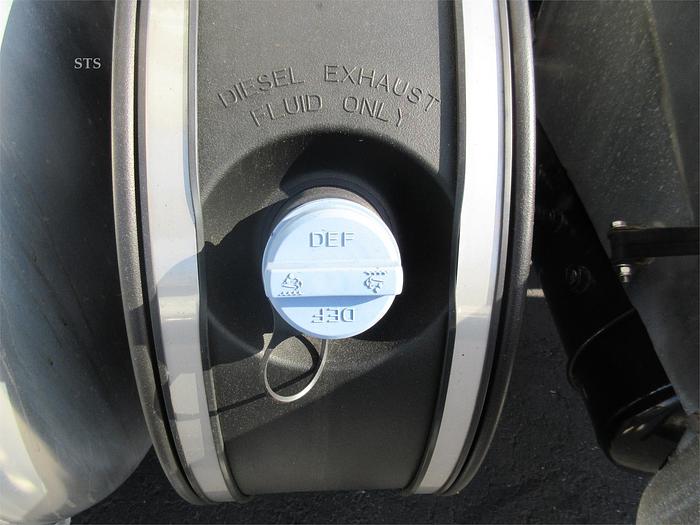 STS
DIESEL EXHAUST
FLUID ONLY
DEF
DEF